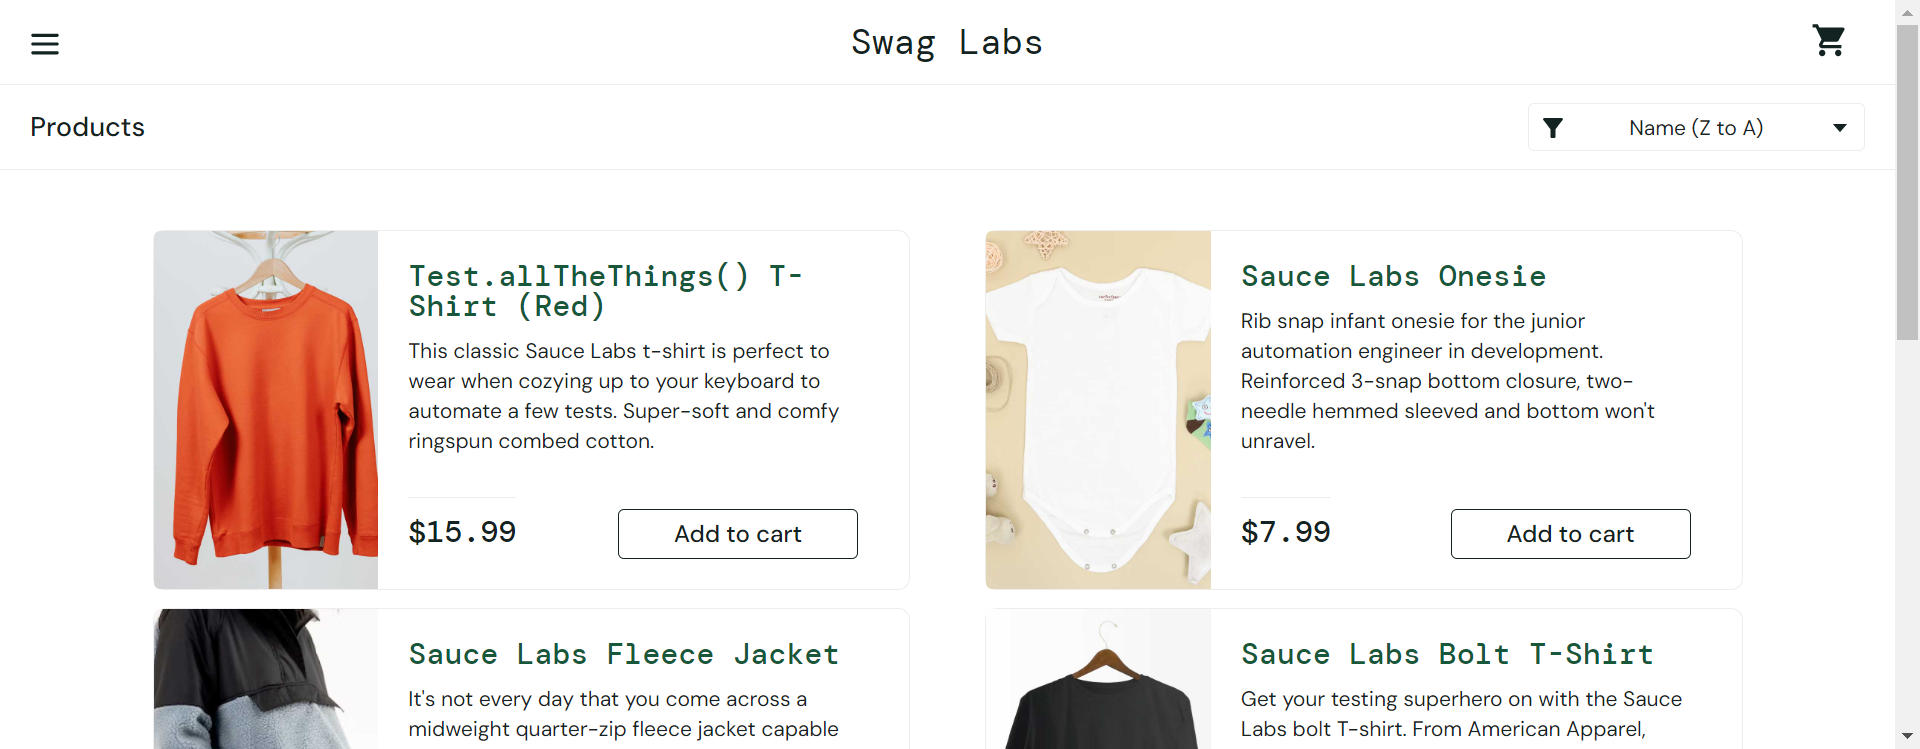 Swag Labs
Products
Name (Z to A)
Test.allTheThings() T-
Shirt (Red)
This classic Sauce Labs t-shirt is perfect to
wear when cozying up to your keyboard to
automate a few tests. Super-soft and comfy
ringspun combed cotton.
$15.99
Add to cart
Sauce Labs Onesie
Rib snap infant onesie for the junior
automation engineer in development.
Reinforced 3-snap bottom closure, two-
needle hemmed sleeved and bottom won't
unravel.
$7.99
Add to cart
Sauce Labs Fleece Jacket
It's not every day that you come across a
midweight quarter-zip fleece jacket capable
Sauce Labs Bolt T-Shirt
Get your testing superhero on with the Sauce
Labs bolt T-shirt. From American Apparel,